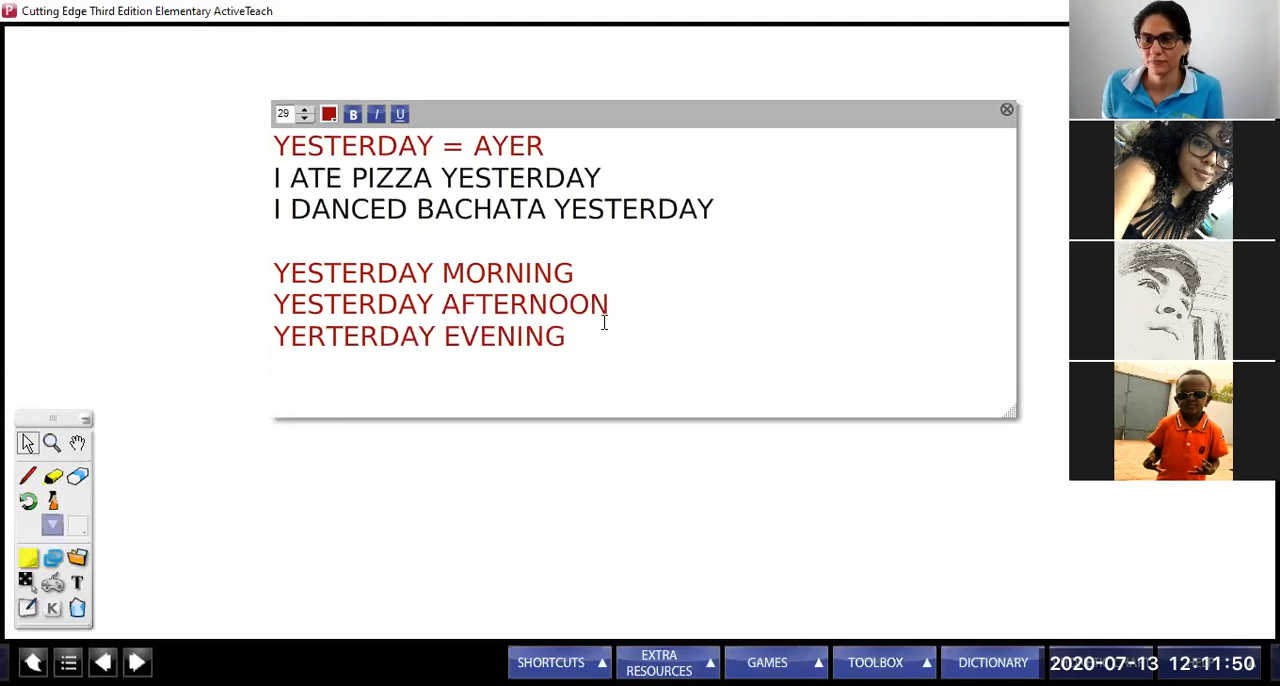 Cutting Edge Third Edition Elementary ActiveTeach
29 B I U
YESTERDAY = AYER
I ATE PIZZA YESTERDAY
I DANCED BACHATA YESTERDAY
YESTERDAY MORNING
YESTERDAY AFTERNOON
YERTERDAY EVENING
T
K
SHORTCUTS
EXTRA
RESOURCES
GAMES
TOOLBOX
DICTIONARY
2020-07-13 12:11:50